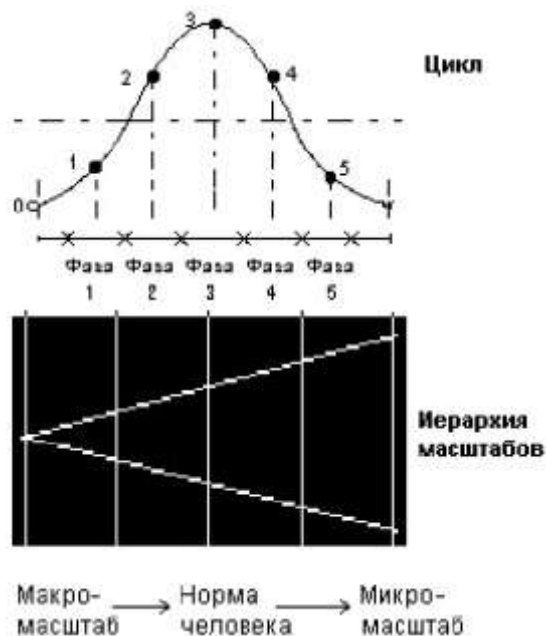 3
Цикл
2
4
1
5
0
Фаза Фаза Фаза Фаза Фаза
1 2 3 4 5
Иерархия
масштабов
Макро- Норма Микро-
масштаб человека масштаб